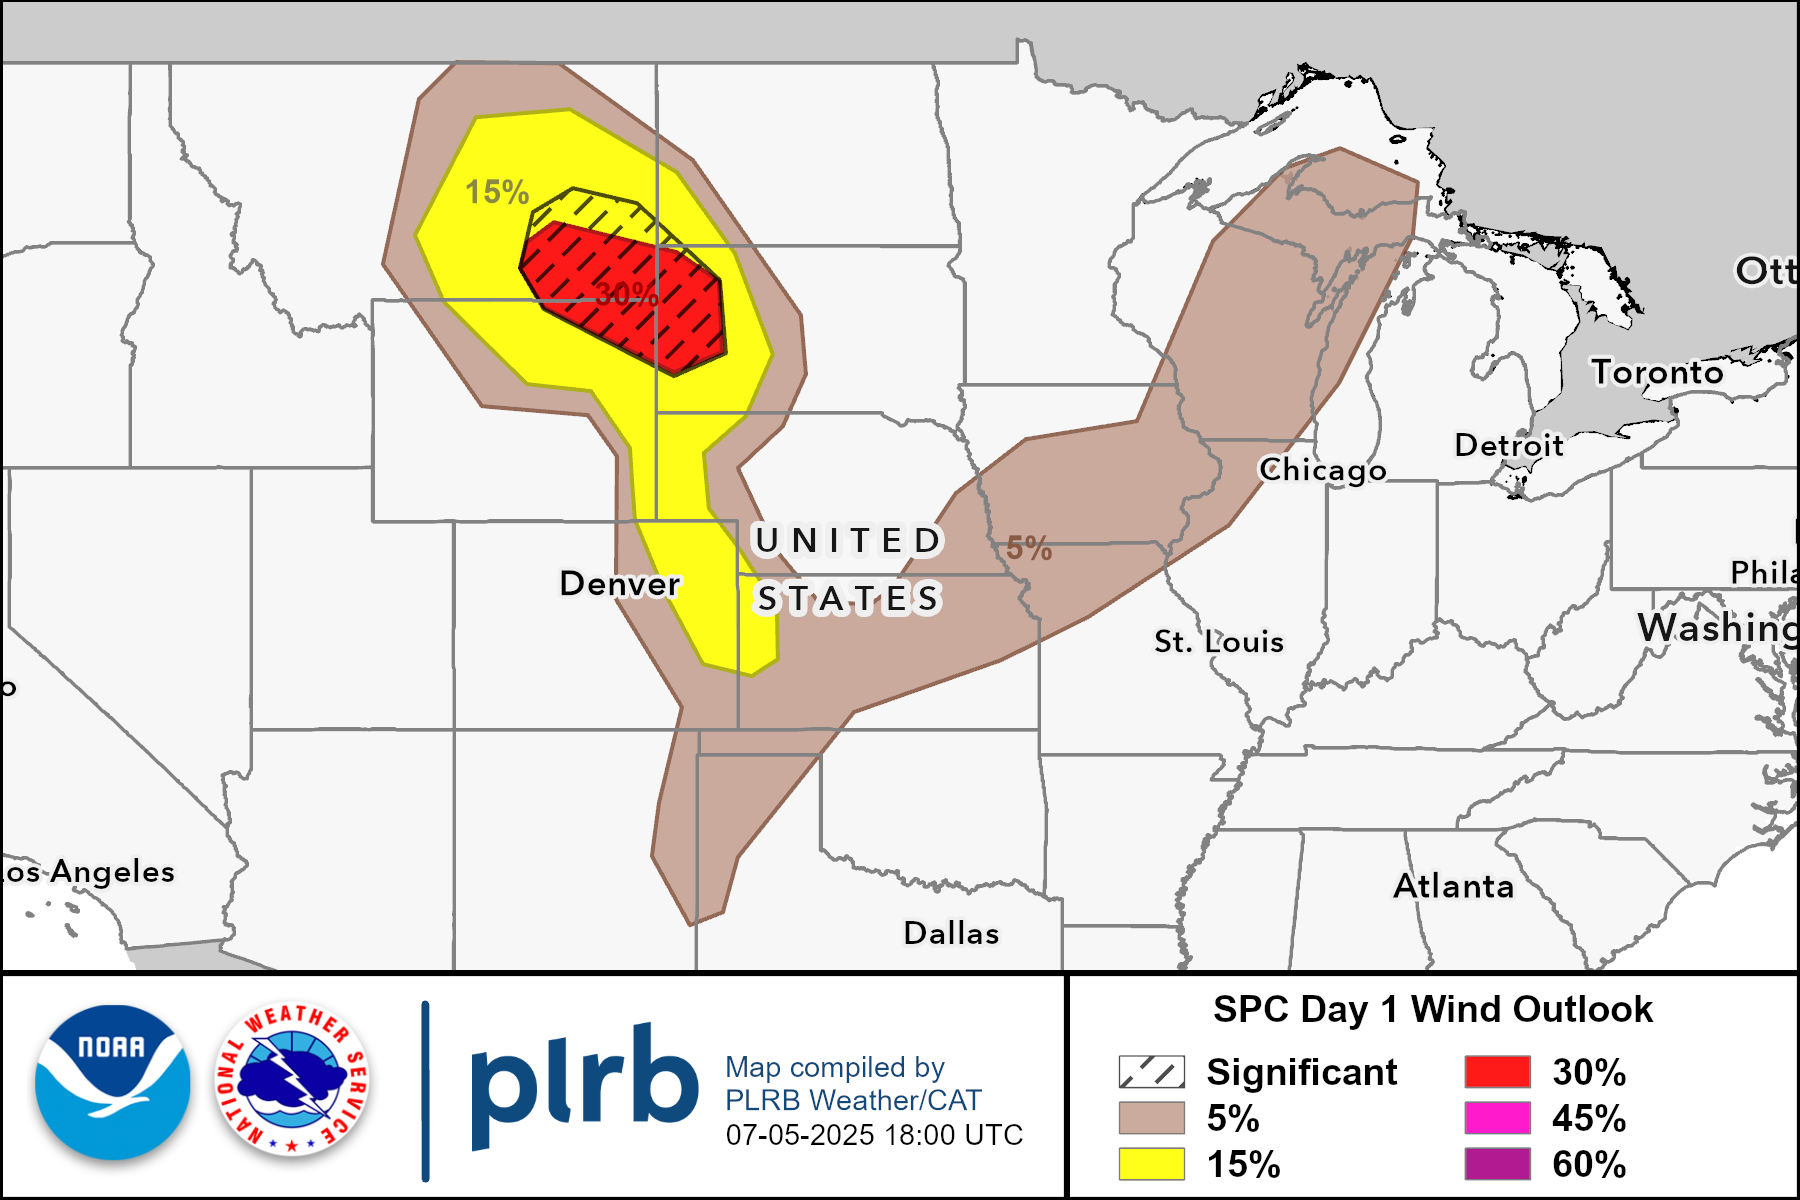 15%
30%
Ott
Toronto
Detroit
Chicago
UNITED
5%
Phila
Denver
STATES
Washing
St. Louis
o
os Angeles
Atlanta
Dallas
NOAA
NATIONAL WEATHER SERVICE
plrb
Map compiled by
PLRB Weather/CAT
07-05-2025 18:00 UTC
SPC Day 1 Wind Outlook
Significant
5%
15%
30%
45%
60%